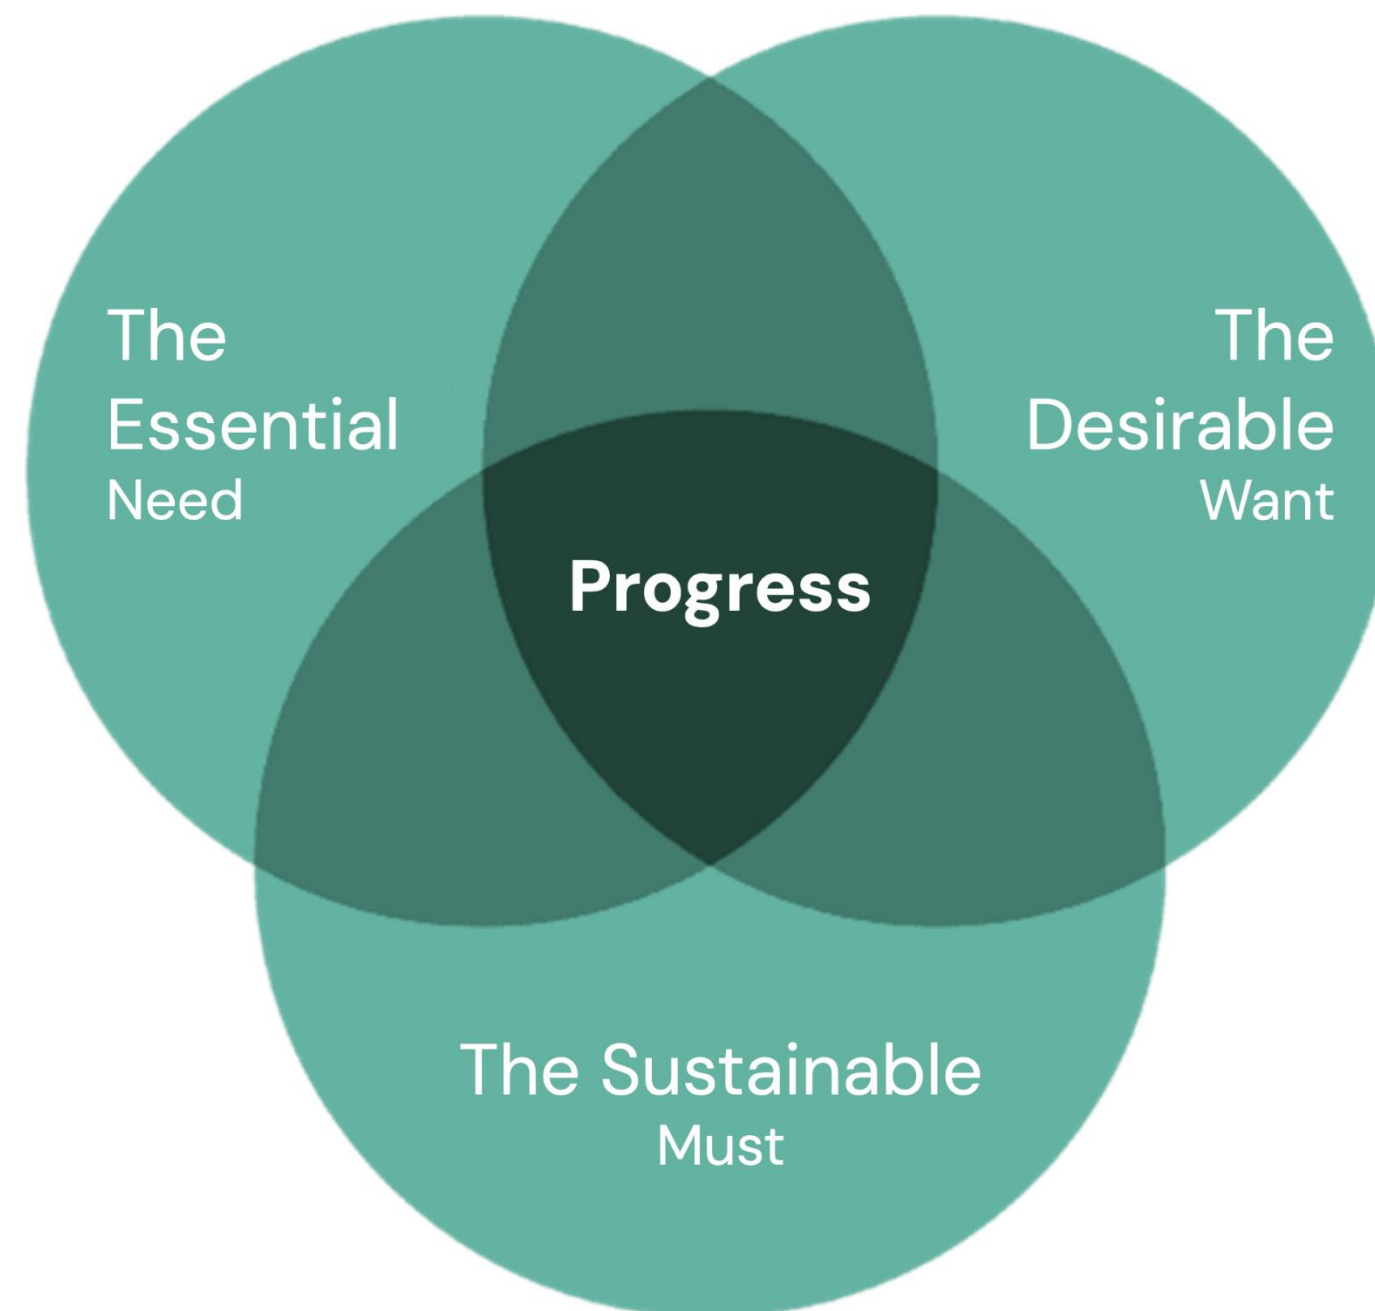 The
Essential
Need
The
Desirable
Want
Progress
The Sustainable
Must